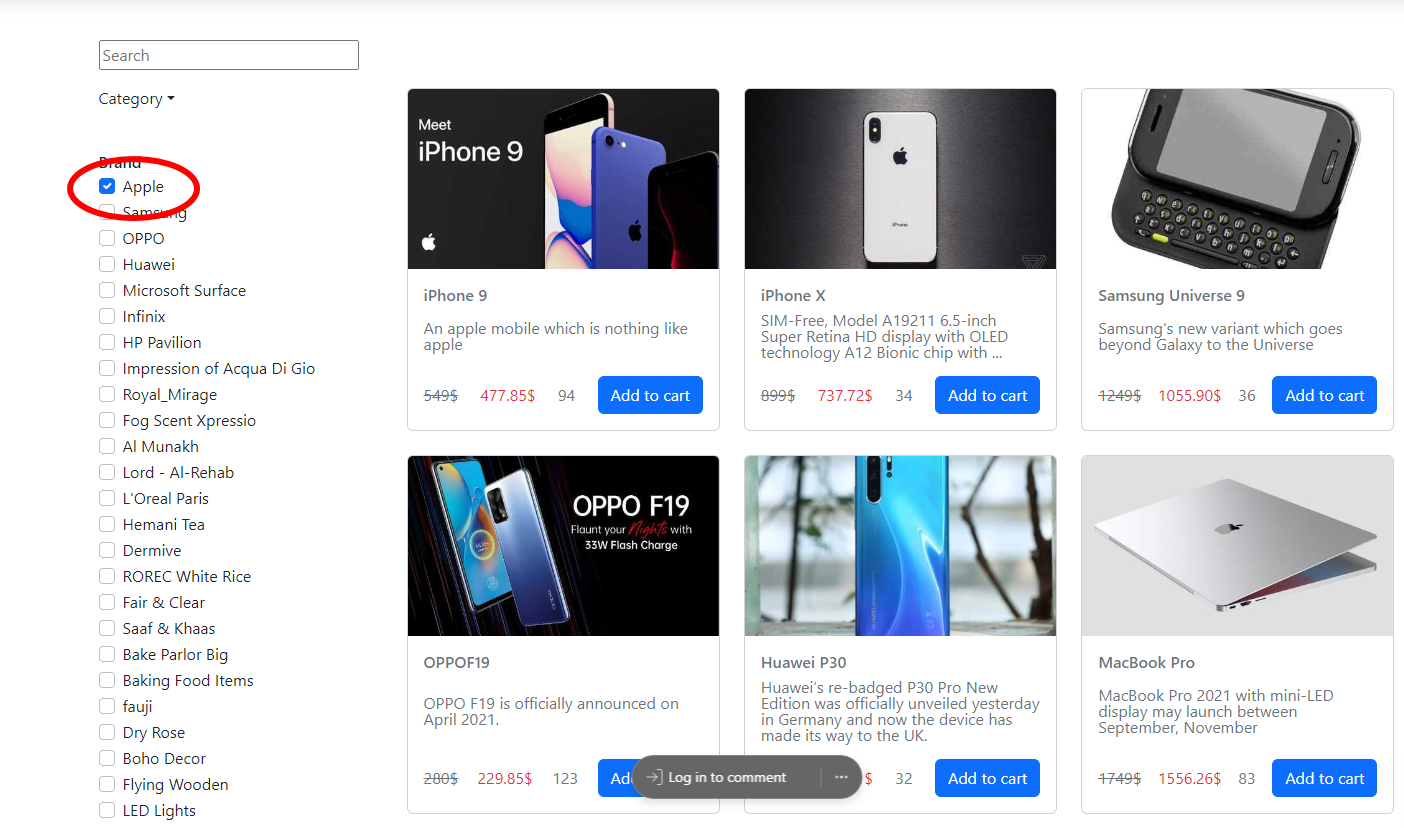 Search
Category
Brand
Apple
Samsung
OPPO
Huawei
Microsoft Surface
Infinix
HP Pavilion
Impression of Acqua Di Gio
Royal_Mirage
Fog Scent Xpressio
Al Munakh
Lord - Al-Rehab
L'Oreal Paris
Hemani Tea
Dermive
ROREC White Rice
Fair & Clear
Saaf & Khaas
Bake Parlor Big
Baking Food Items
fauji
Dry Rose
Boho Decor
Flying Wooden
LED Lights
Meet
iPhone 9
iPhone 9
An apple mobile which is nothing like
apple
549$ 477.85$ 94 Add to cart
iPhone
iPhone X
SIM-Free, Model A19211 6.5-inch
Super Retina HD display with OLED
technology A12 Bionic chip with ...
899$ 737.72$ 34 Add to cart
Samsung Universe 9
Samsung's new variant which goes
beyond Galaxy to the Universe
1249$ 1055.90$ 36 Add to cart
OPPO F19
Flaunt your Nights with
33W Flash Charge
OPPOF19
OPPO F19 is officially announced on
April 2021.
280$ 229.85$ 123 Ad
Huawei P30
Huawei’s re-badged P30 Pro New
Edition was officially unveiled yesterday
in Germany and now the device has
made its way to the UK.
$ 32 Add to cart
MacBook Pro
MacBook Pro 2021 with mini-LED
display may launch between
September, November
1749$ 1556.26$ 83 Add to cart
Log in to comment